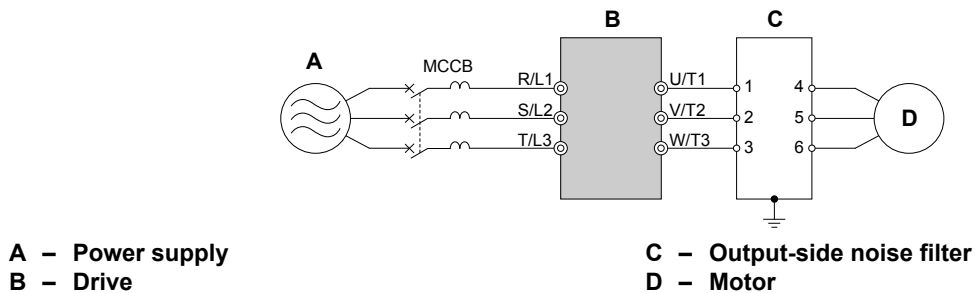 B
C
A
MCCB
R/L1
U/T1
1
4
S/L2
V/T2
2
5
D
T/L3
W/T3
3
6
A – Power supply
B – Drive
C – Output-side noise filter
D – Motor